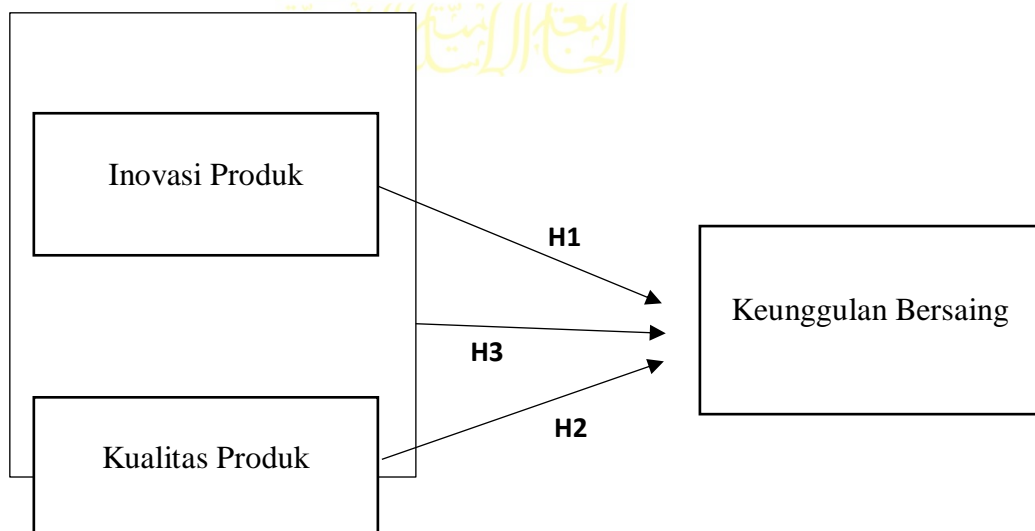 Inovasi Produk
H1
Keunggulan Bersaing
H3
H2
Kualitas Produk